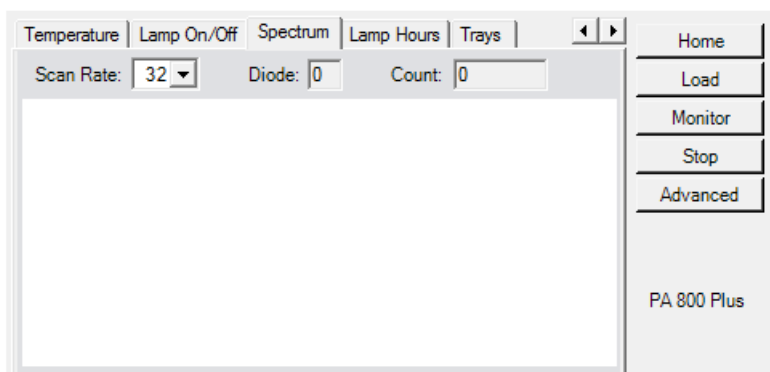 Temperature Lamp On/Off Spectrum Lamp Hours Trays
Scan Rate: 32 Diode: 0 Count: 0
Home
Load
Monitor
Stop
Advanced
PA 800 Plus